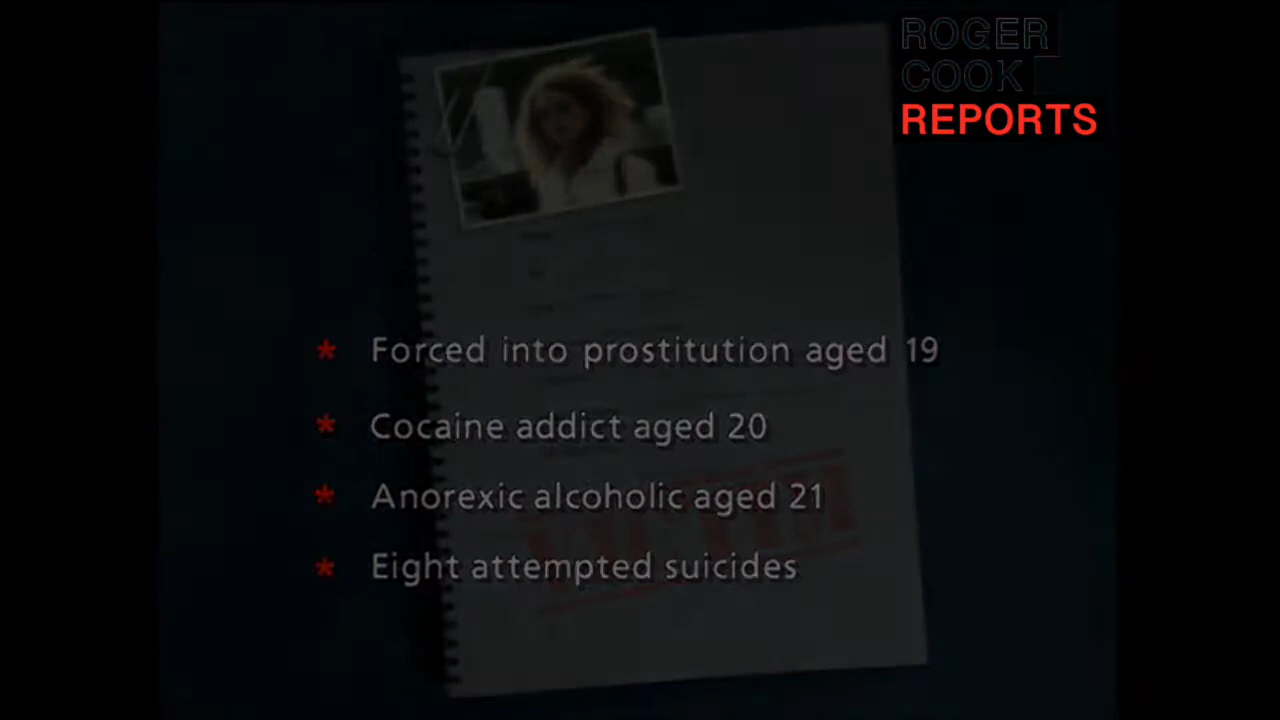 ROGER
COOK
REPORTS
* Forced into prostitution aged 19
* Cocaine addict aged 20
* Anorexic alcoholic aged 21
VICTIM
* Eight attempted suicides